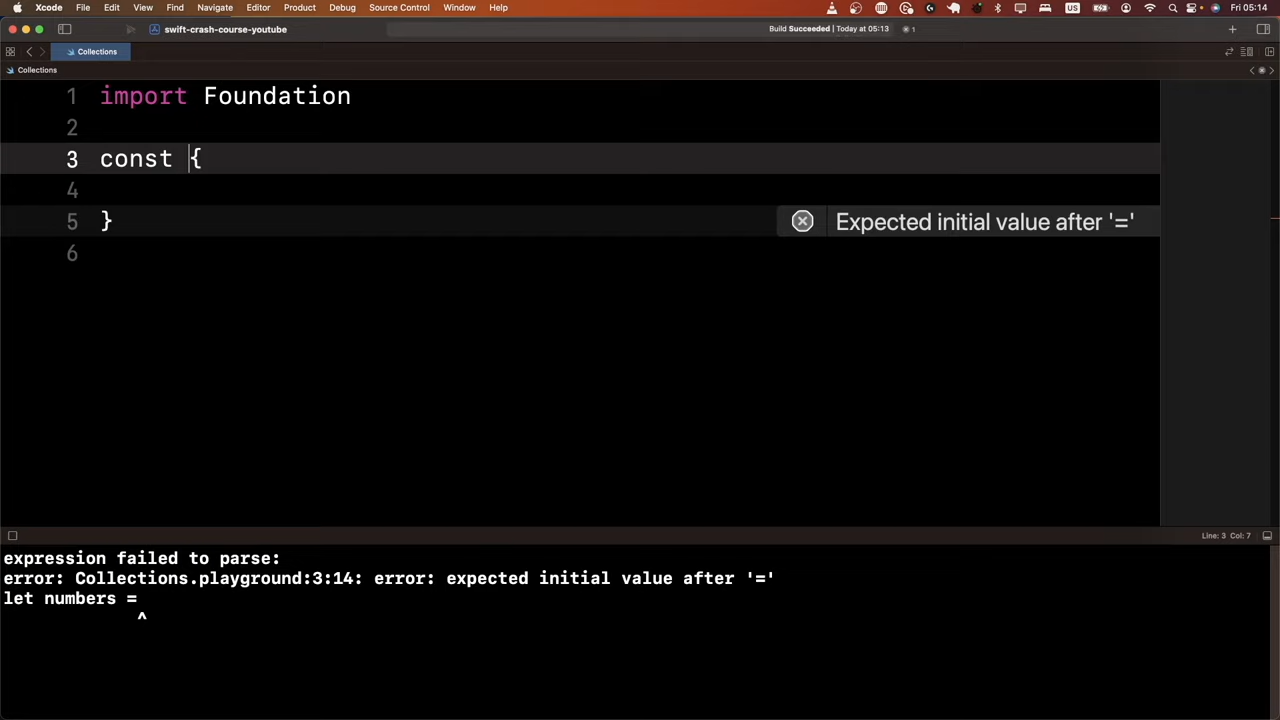 Xcode File Edit View Find Navigate Editor Product Debug Source Control Window Help US Fri 05:14
swift-crash-course-youtube Build Succeeded | Today at 05:13 1
Collections
Collections
1 import Foundation
2
3 const {
4
5 } Expected initial value after '='
6
Line: 3 Col: 7
expression failed to parse:
error: Collections.playground:3:14: error: expected initial value after '='
let numbers =
^